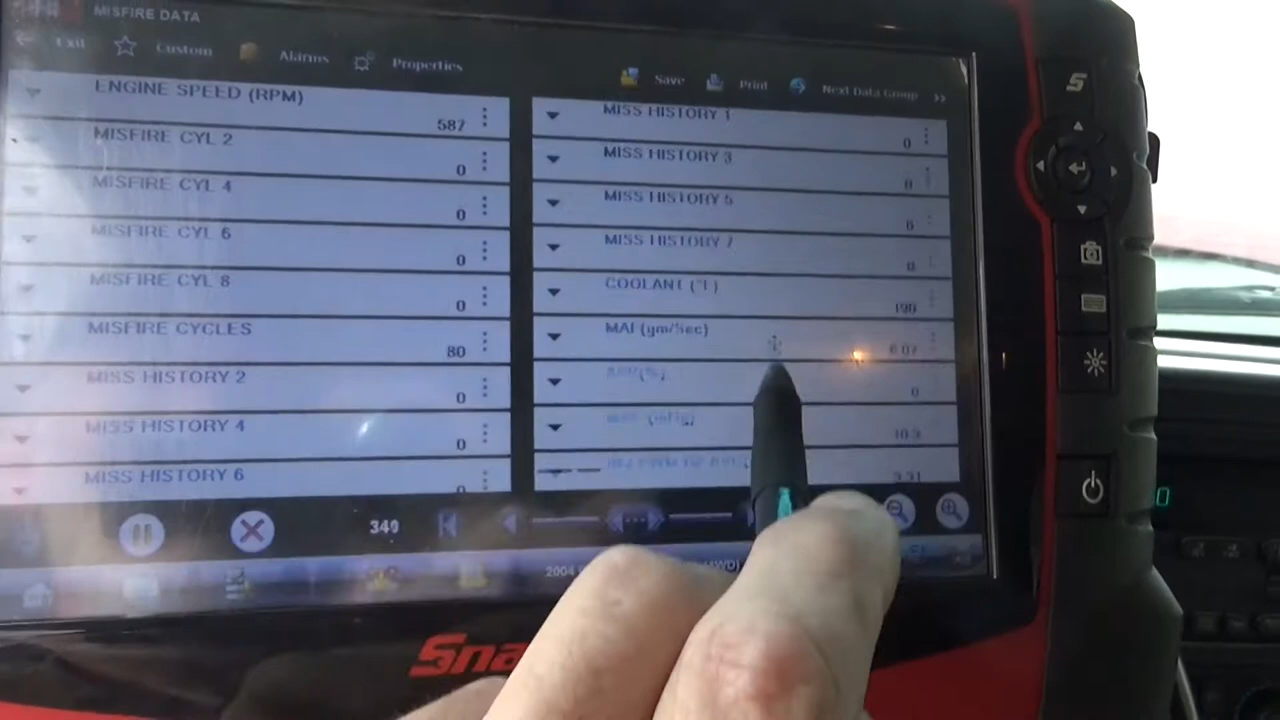 MISFIRE DATA
Exit Custom Alarms Properties Save Print Next Data Group >>
ENGINE SPEED (RPM) 587
MISFIRE CYL 2 0
MISFIRE CYL 4 0
MISFIRE CYL 6 0
MISFIRE CYL 8 0
MISFIRE CYCLES 80
MISS HISTORY 2 0
MISS HISTORY 4 0
MISS HISTORY 6 0
MISS HISTORY 1 0
MISS HISTORY 3 0
MISS HISTORY 5 0
MISS HISTORY 7 0
COOLANT (°F) 190
MAF (gm/Sec) 6.07
0
10.3
349
2004
Sna
S